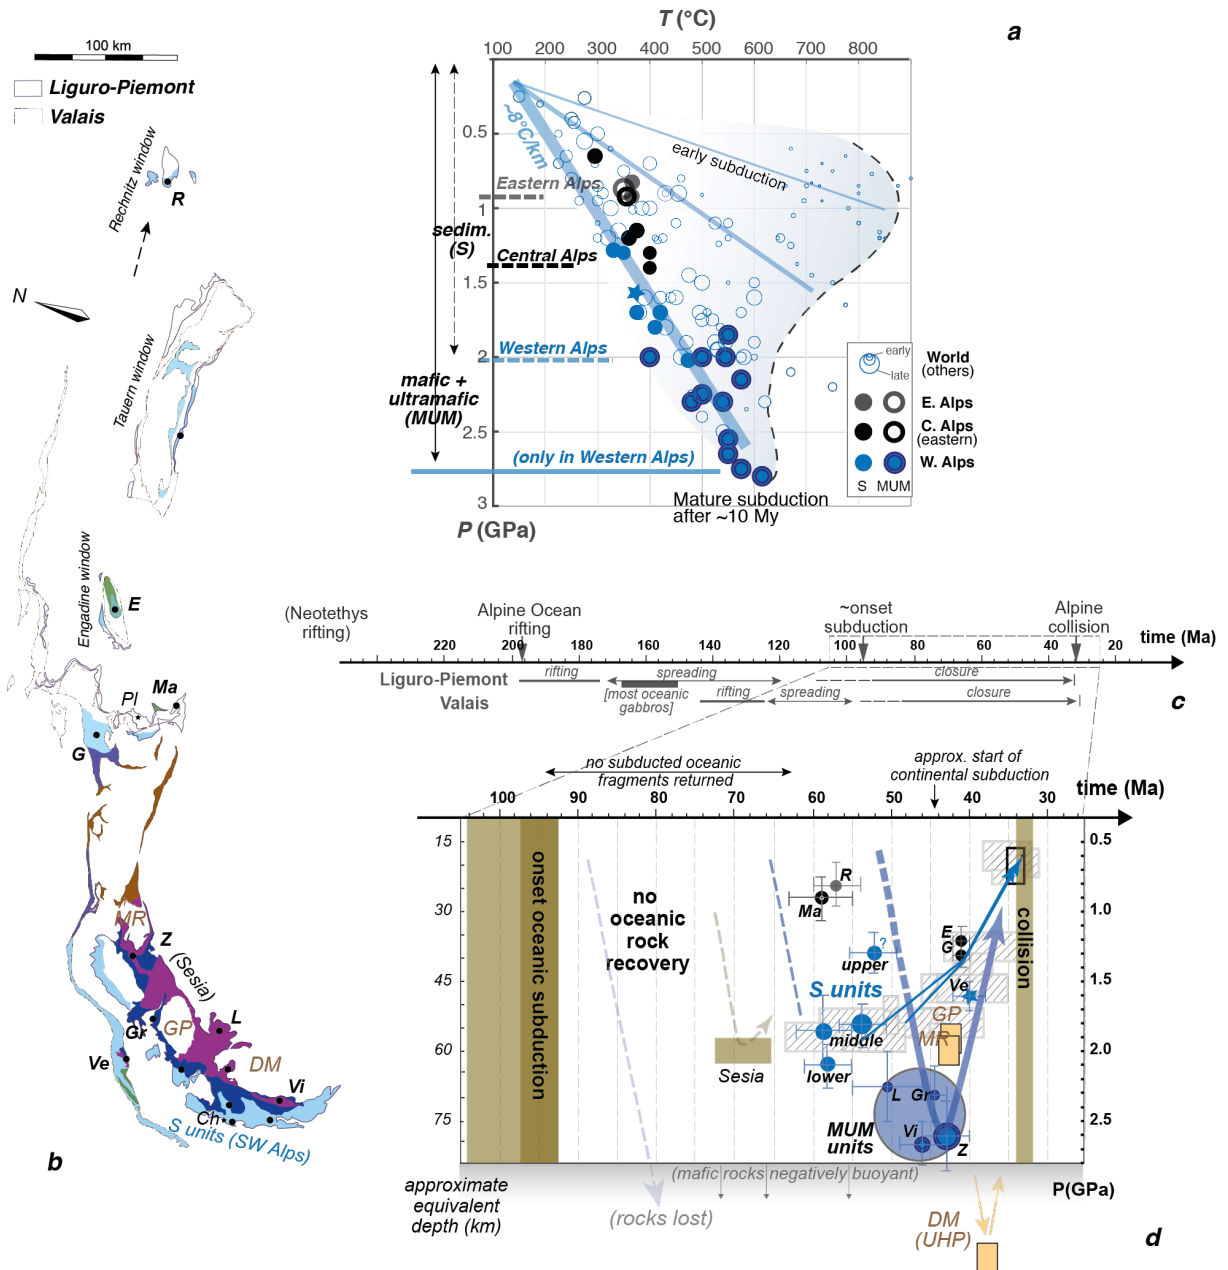 T (°C)
a
100 200 300 400 500 600 700 800
100 km
Liguro-Piemont
Valais
Rechnitz window
R
N
Tauern window
Engadine window
E
Pl
Ma
G
MR
Z
(Sesia)
L
Gr
GP
Ve
DM
Vi
Ch
S units (SW Alps)
b
~8°C/km
early subduction
0.5
1
1.5
2
2.5
3
Eastern Alps
sedim.
(S)
Central Alps
Western Alps
mafic +
ultramafic
(MUM)
(only in Western Alps)
Mature subduction
after ~10 My
P (GPa)
early
late
World
(others)
E. Alps
C. Alps
(eastern)
W. Alps
S MUM
(Neotethys
rifting)
Alpine Ocean
rifting
~onset
subduction
Alpine
collision
220 200 180 160 140 120 100 80 60 40 20
time (Ma)
Liguro-Piemont
rifting
spreading
closure
Valais
[most oceanic
gabbros]
rifting
spreading
closure
c
no subducted oceanic
fragments returned
approx. start of
continental subduction
100 90 80 70 60 50 40 30
time (Ma)
15
30
45
60
75
0.5
1.0
1.5
2.0
2.5
onset oceanic subduction
no
oceanic
rock
recovery
R
Ma
?
upper
S units
middle
lower
Sesia
E
G
Ve
GP
MR
collision
L
Gr
Vi
Z
MUM
units
(mafic rocks negatively buoyant)
P(GPa)
approximate
equivalent
depth (km)
(rocks lost)
DM
(UHP)
d